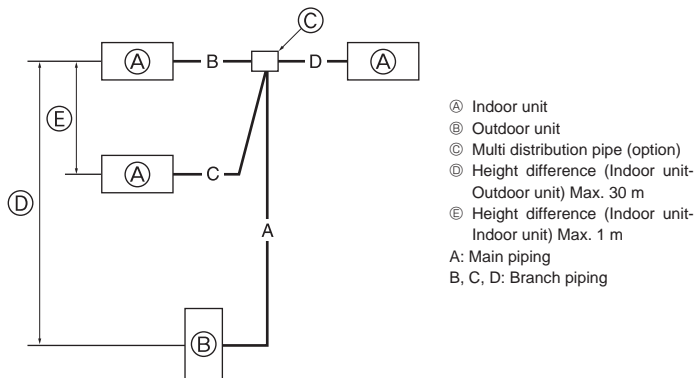 Ⓒ
Ⓐ B D Ⓐ
Ⓔ
Ⓐ C
Ⓓ
A
Ⓑ
Ⓐ Indoor unit
Ⓑ Outdoor unit
Ⓒ Multi distribution pipe (option)
Ⓓ Height difference (Indoor unit-
Outdoor unit) Max. 30 m
Ⓔ Height difference (Indoor unit-
Indoor unit) Max. 1 m
A: Main piping
B, C, D: Branch piping